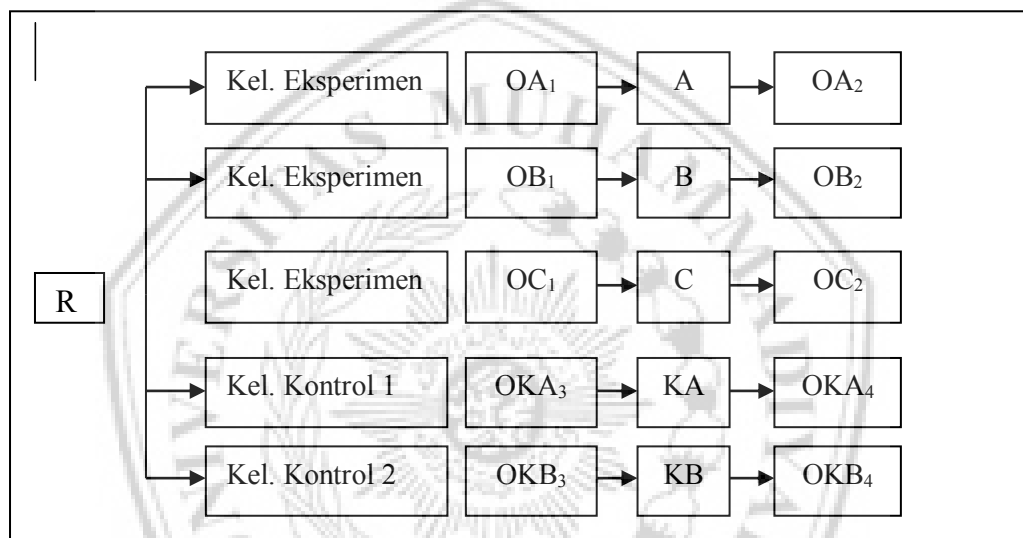 Kel. Eksperimen OA₁ A OA₂
Kel. Eksperimen OB₁ B OB₂
Kel. Eksperimen OC₁ C OC₂
R
Kel. Kontrol 1 OKA₃ KA OKA₄
Kel. Kontrol 2 OKB₃ KB OKB₄